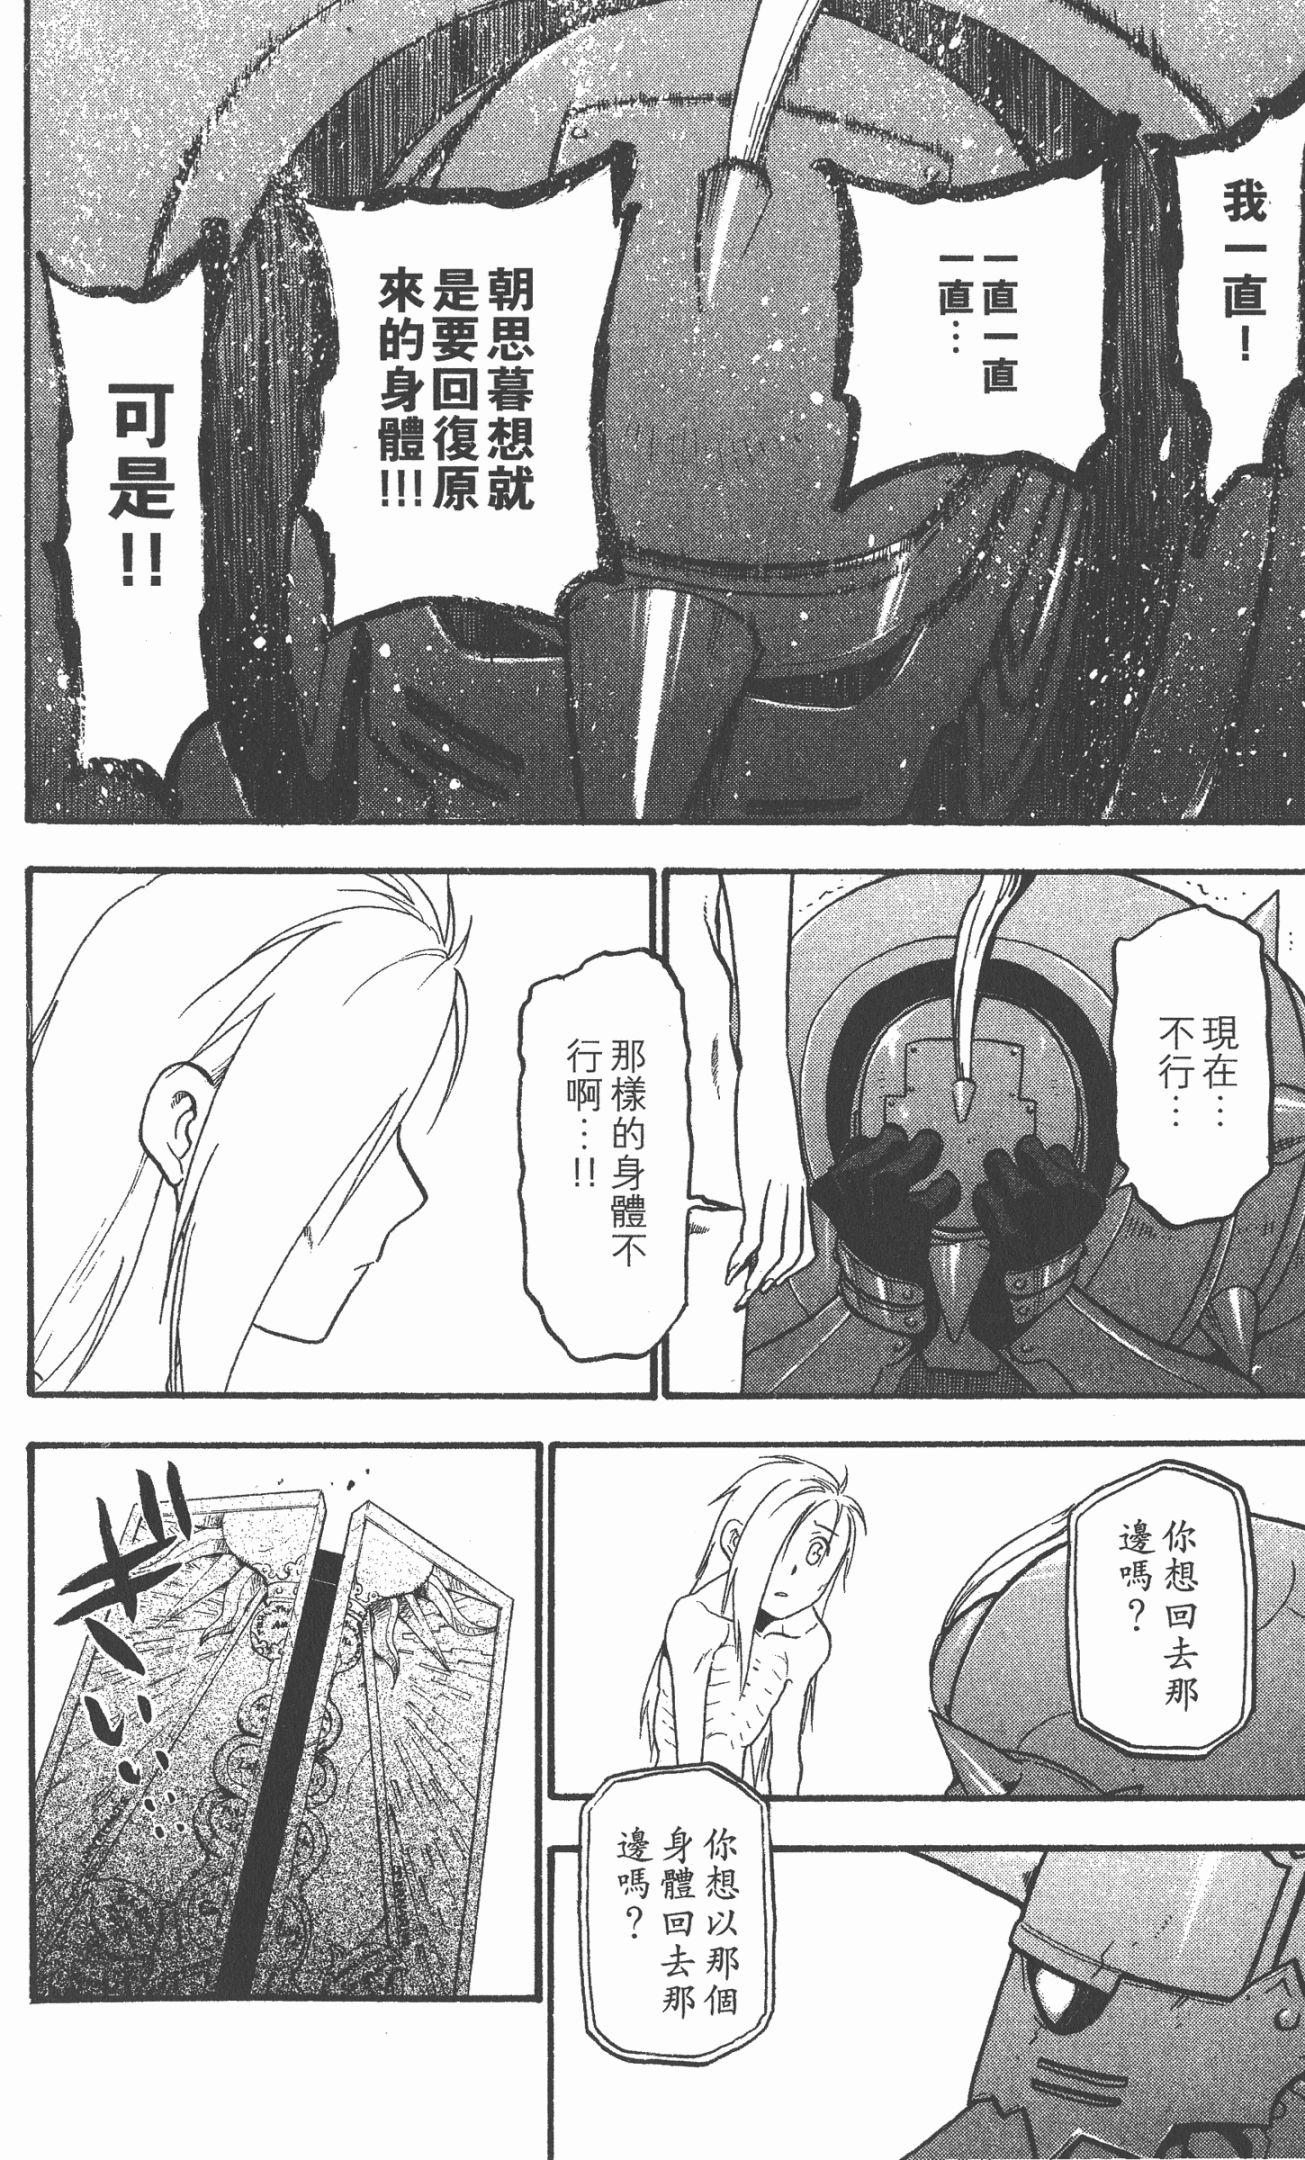 我一直！
一直一直
一直…
朝思暮想就
是要回復原
來的身體!!!
可是!!
現在…
不行…
那樣的身體不
行啊…!!
你想回去那
邊嗎？
你想以那個
身體回去那
邊嗎？
ギい…